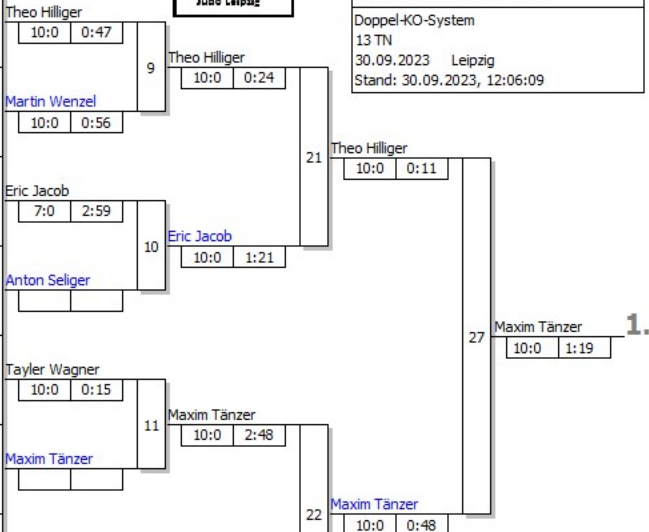 Theo Hilliger
10:0 0:47
9
Martin Wenzel
10:0 0:56
Theo Hilliger
10:0 0:24
Eric Jacob
7:0 2:59
10
Anton Seliger
Eric Jacob
10:0 1:21
21
Theo Hilliger
10:0 0:11
Tayler Wagner
10:0 0:15
11
Maxim Tänzer
Maxim Tänzer
10:0 2:48
22
Maxim Tänzer
10:0 0:48
27
Maxim Tänzer
10:0 1:19
1.
Doppel-KO-System
13 TN
30.09.2023 Leipzig
Stand: 30.09.2023, 12:06:09